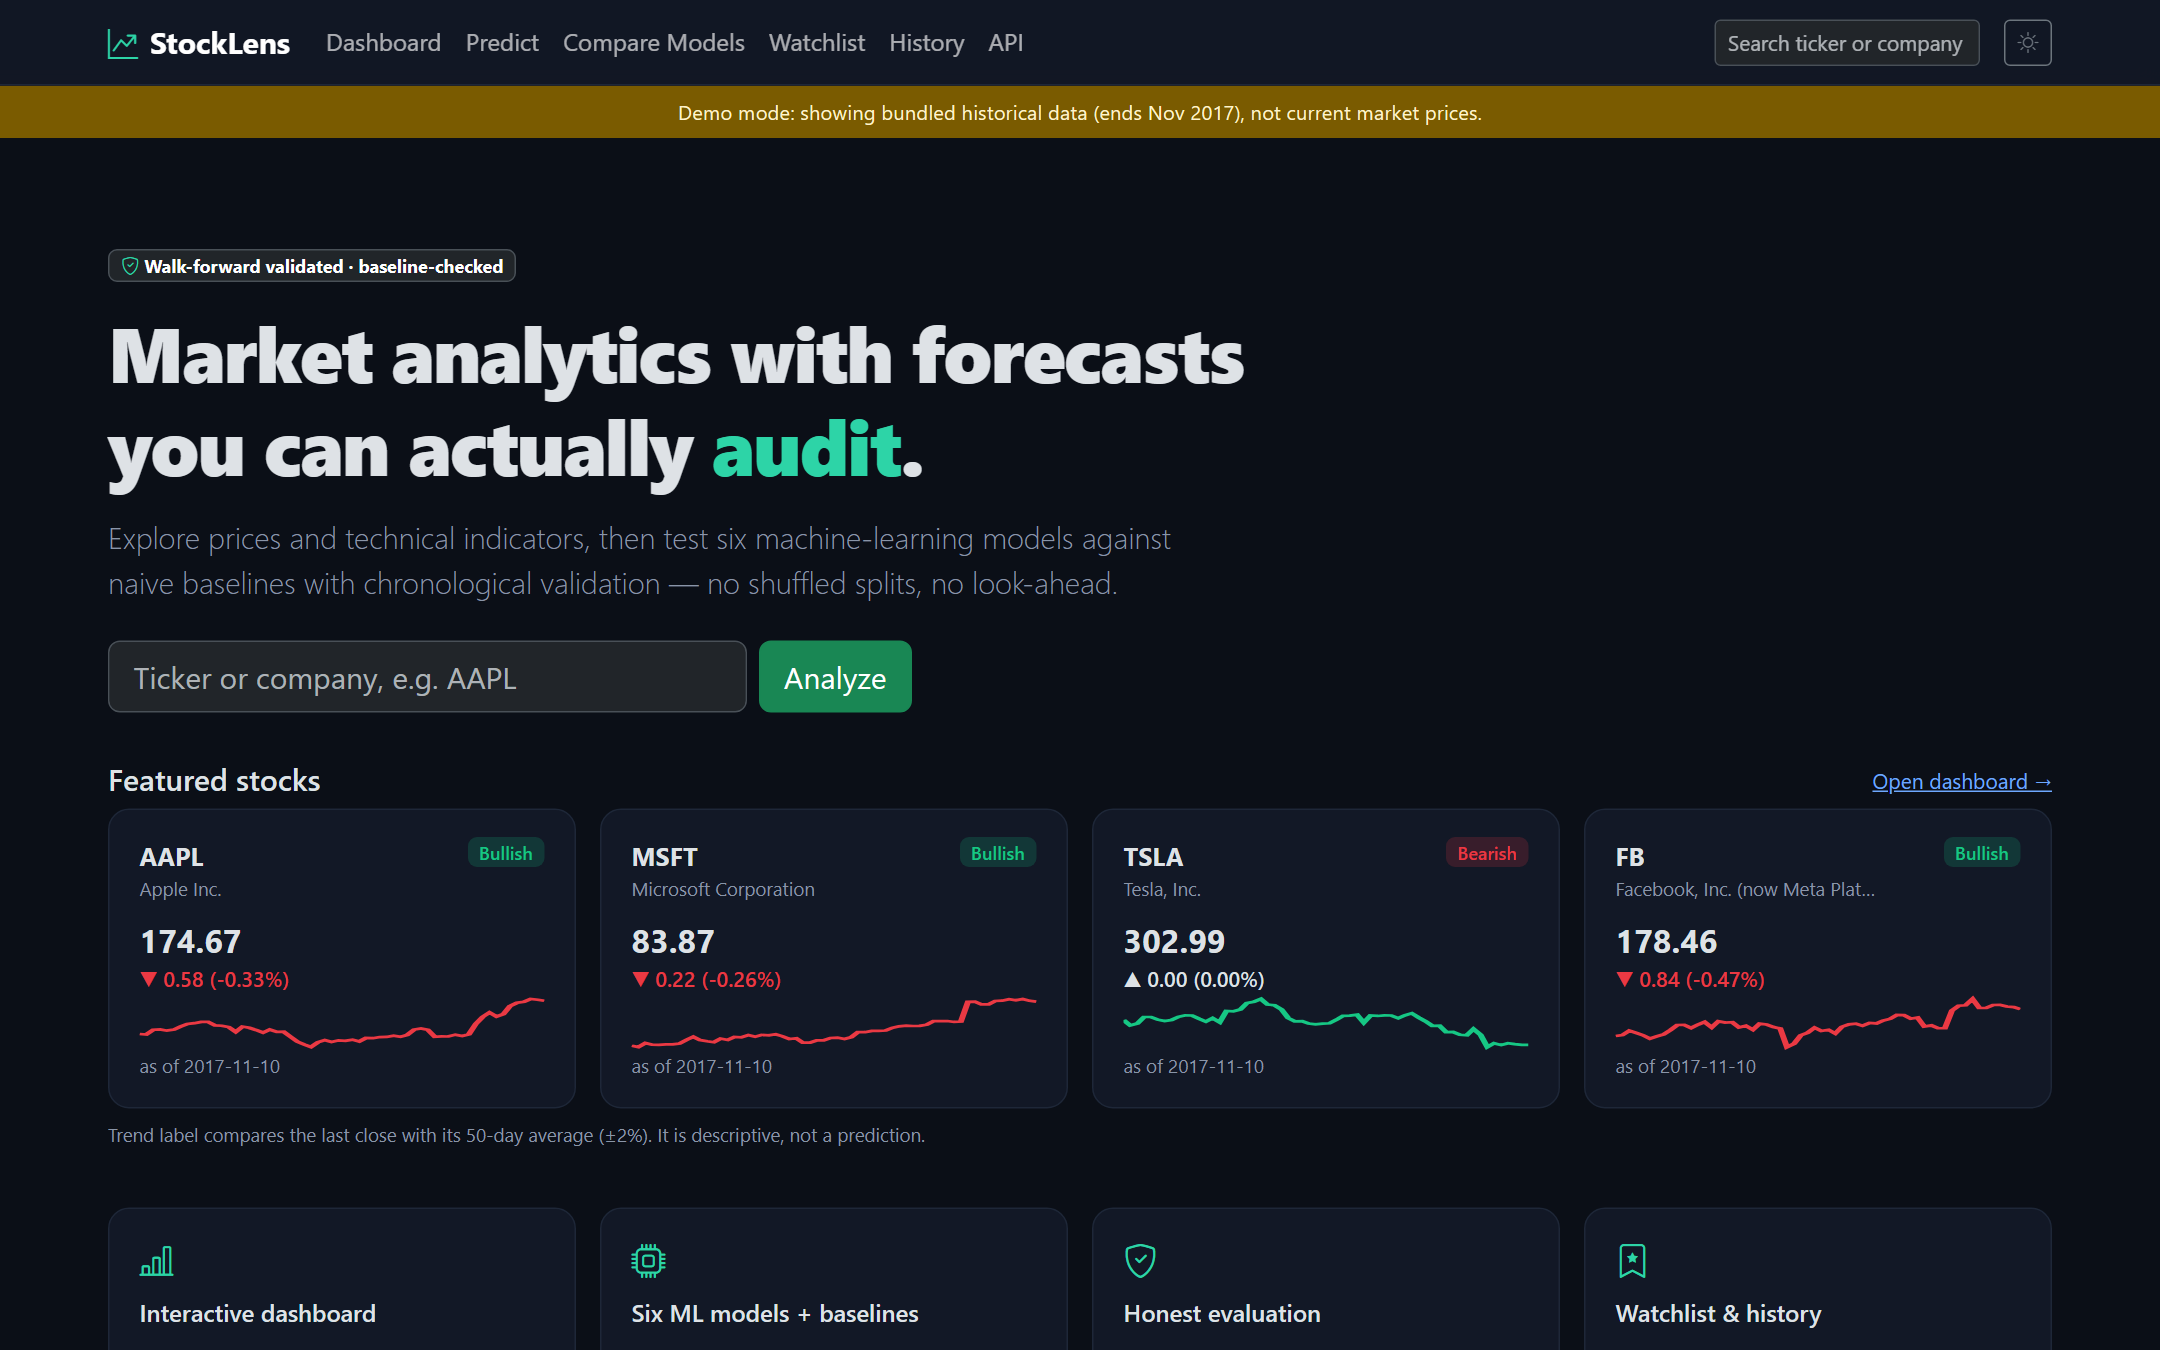 StockLens Dashboard Predict Compare Models Watchlist History API Search ticker or company
Demo mode: showing bundled historical data (ends Nov 2017), not current market prices.
Walk-forward validated · baseline-checked
Market analytics with forecasts
you can actually audit.
Explore prices and technical indicators, then test six machine-learning models against
naive baselines with chronological validation — no shuffled splits, no look-ahead.
Ticker or company, e.g. AAPL Analyze
Featured stocks Open dashboard →
AAPL Bullish
Apple Inc.
174.67
▼ 0.58 (-0.33%)
as of 2017-11-10
MSFT Bullish
Microsoft Corporation
83.87
▼ 0.22 (-0.26%)
as of 2017-11-10
TSLA Bearish
Tesla, Inc.
302.99
▲ 0.00 (0.00%)
as of 2017-11-10
FB Bullish
Facebook, Inc. (now Meta Plat...
178.46
▼ 0.84 (-0.47%)
as of 2017-11-10
Trend label compares the last close with its 50-day average (±2%). It is descriptive, not a prediction.
Interactive dashboard
Six ML models + baselines
Honest evaluation
Watchlist & history